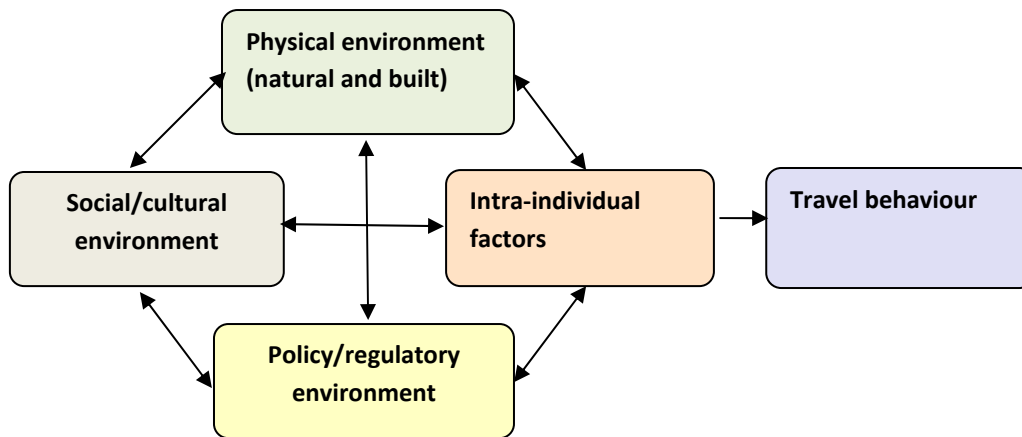 Physical environment
(natural and built)
Social/cultural
environment
Intra-individual
factors
Travel behaviour
Policy/regulatory
environment